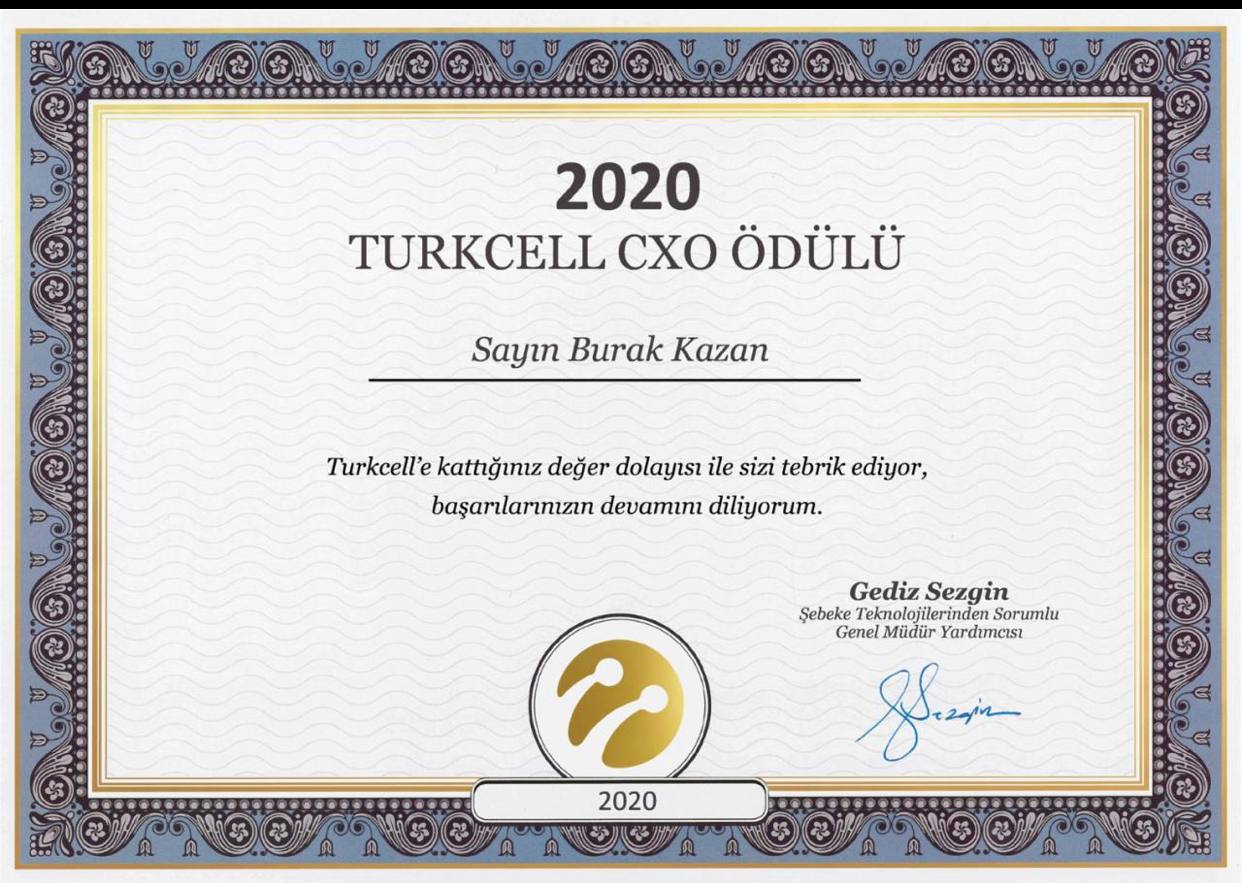 2020
TURKCELL CXO ÖDÜLÜ
Sayın Burak Kazan
Turkcell’e kattığınız değer dolayısı ile sizi tebrik ediyor,
başarılarınızın devamını diliyorum.
Gediz Sezgin
Şebeke Teknolojilerinden Sorumlu
Genel Müdür Yardımcısı
Sezgin
2020